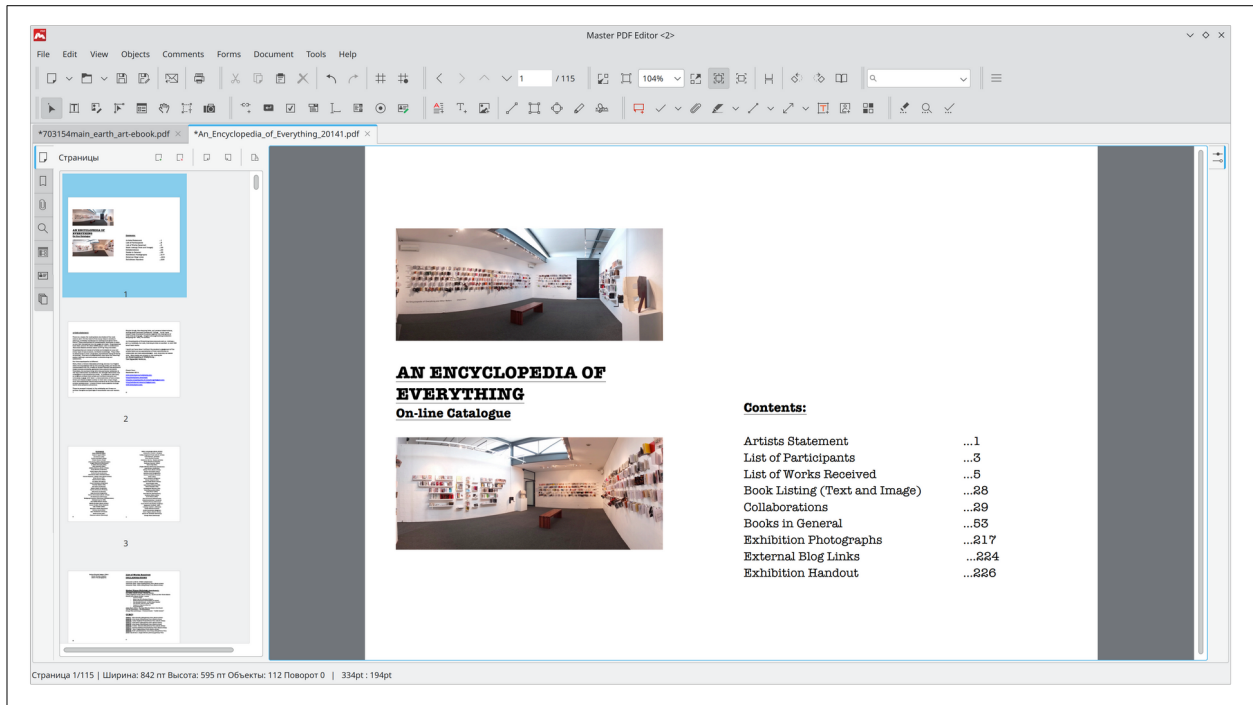 Master PDF Editor <2>
File Edit View Objects Comments Forms Document Tools Help
1 /115 104%
*703154main_earth_art-ebook.pdf × *An_Encyclopedia_of_Everything_20141.pdf ×
Страницы
AN ENCYCLOPEDIA OF
EVERYTHING
1
2
3
AN ENCYCLOPEDIA OF
EVERYTHING
On-line Catalogue
Contents:
Artists Statement ...1
List of Participants ...3
List of Works Received ...5
Book Listing (Text and Image) ...28
Collaborations ...29
Books in General ...53
Exhibition Photographs ...217
External Blog Links ...224
Exhibition Handout ...226
Страница 1/115 | Ширина: 842 пт Высота: 595 пт Объекты: 112 Поворот 0 | 334pt : 194pt